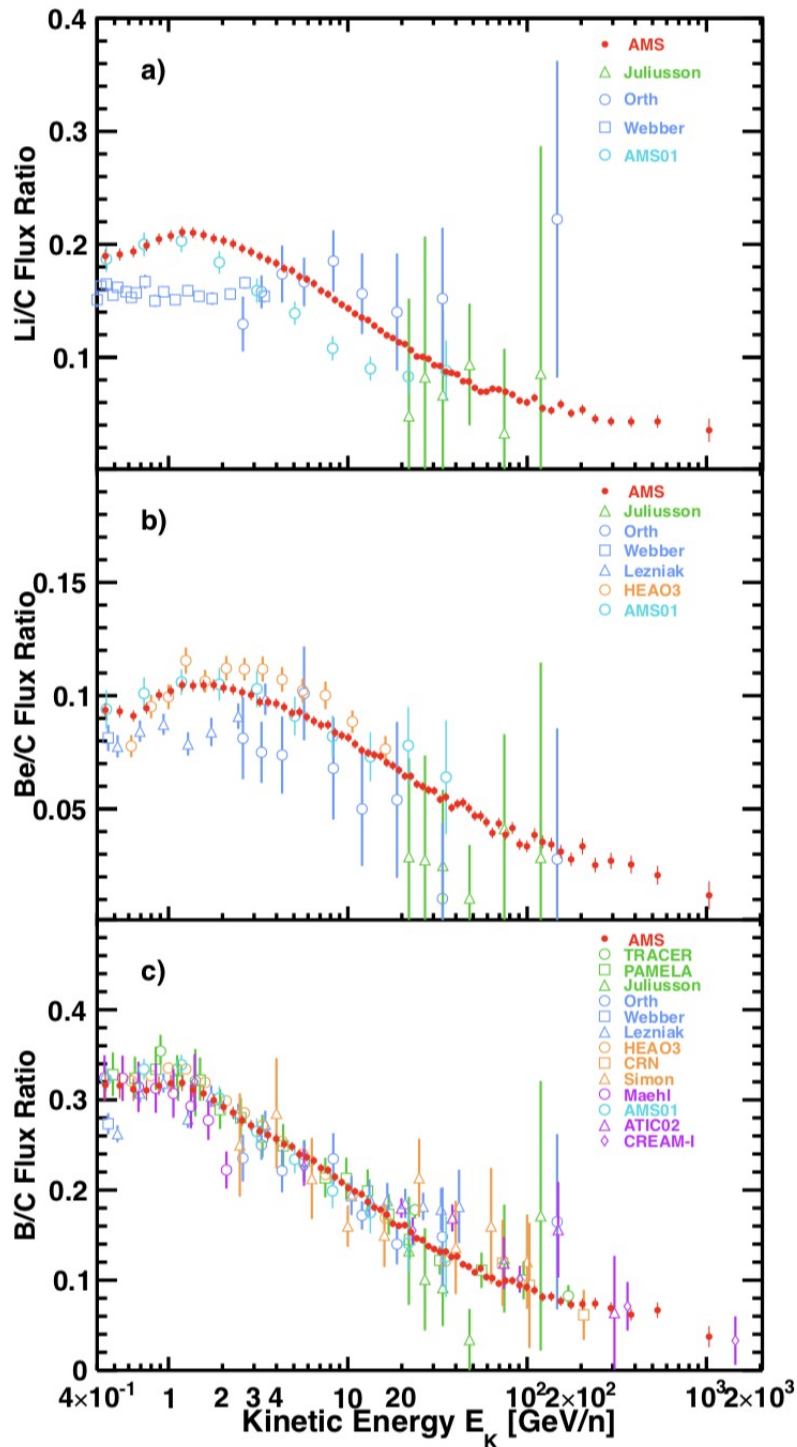 0.4
a)
AMS
Juliusson
Orth
Webber
AMS01
0.3
0.2
0.1
Li/C Flux Ratio
b)
AMS
Juliusson
Orth
Webber
Lezniak
HEAO3
AMS01
0.15
0.1
0.05
Be/C Flux Ratio
c)
AMS
TRACER
PAMELA
Juliusson
Orth
Webber
Lezniak
HEAO3
CRN
Simon
Maehl
AMS01
ATIC02
CREAM-I
0.4
0.3
0.2
0.1
0
B/C Flux Ratio
4×10⁻¹ 1 2 3 4 10 20 10² 2×10² 10³ 2×10³
Kinetic Energy E_K [GeV/n]